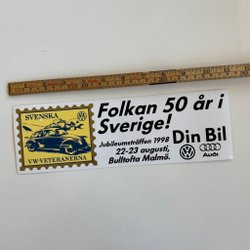 SVENSKA
VW-VETERANERNA
Folkan 50 år i
Sverige!
Jubileumsträffen 1998
22-23 augusti,
Bulltofta Malmö.
Din Bil
Audi